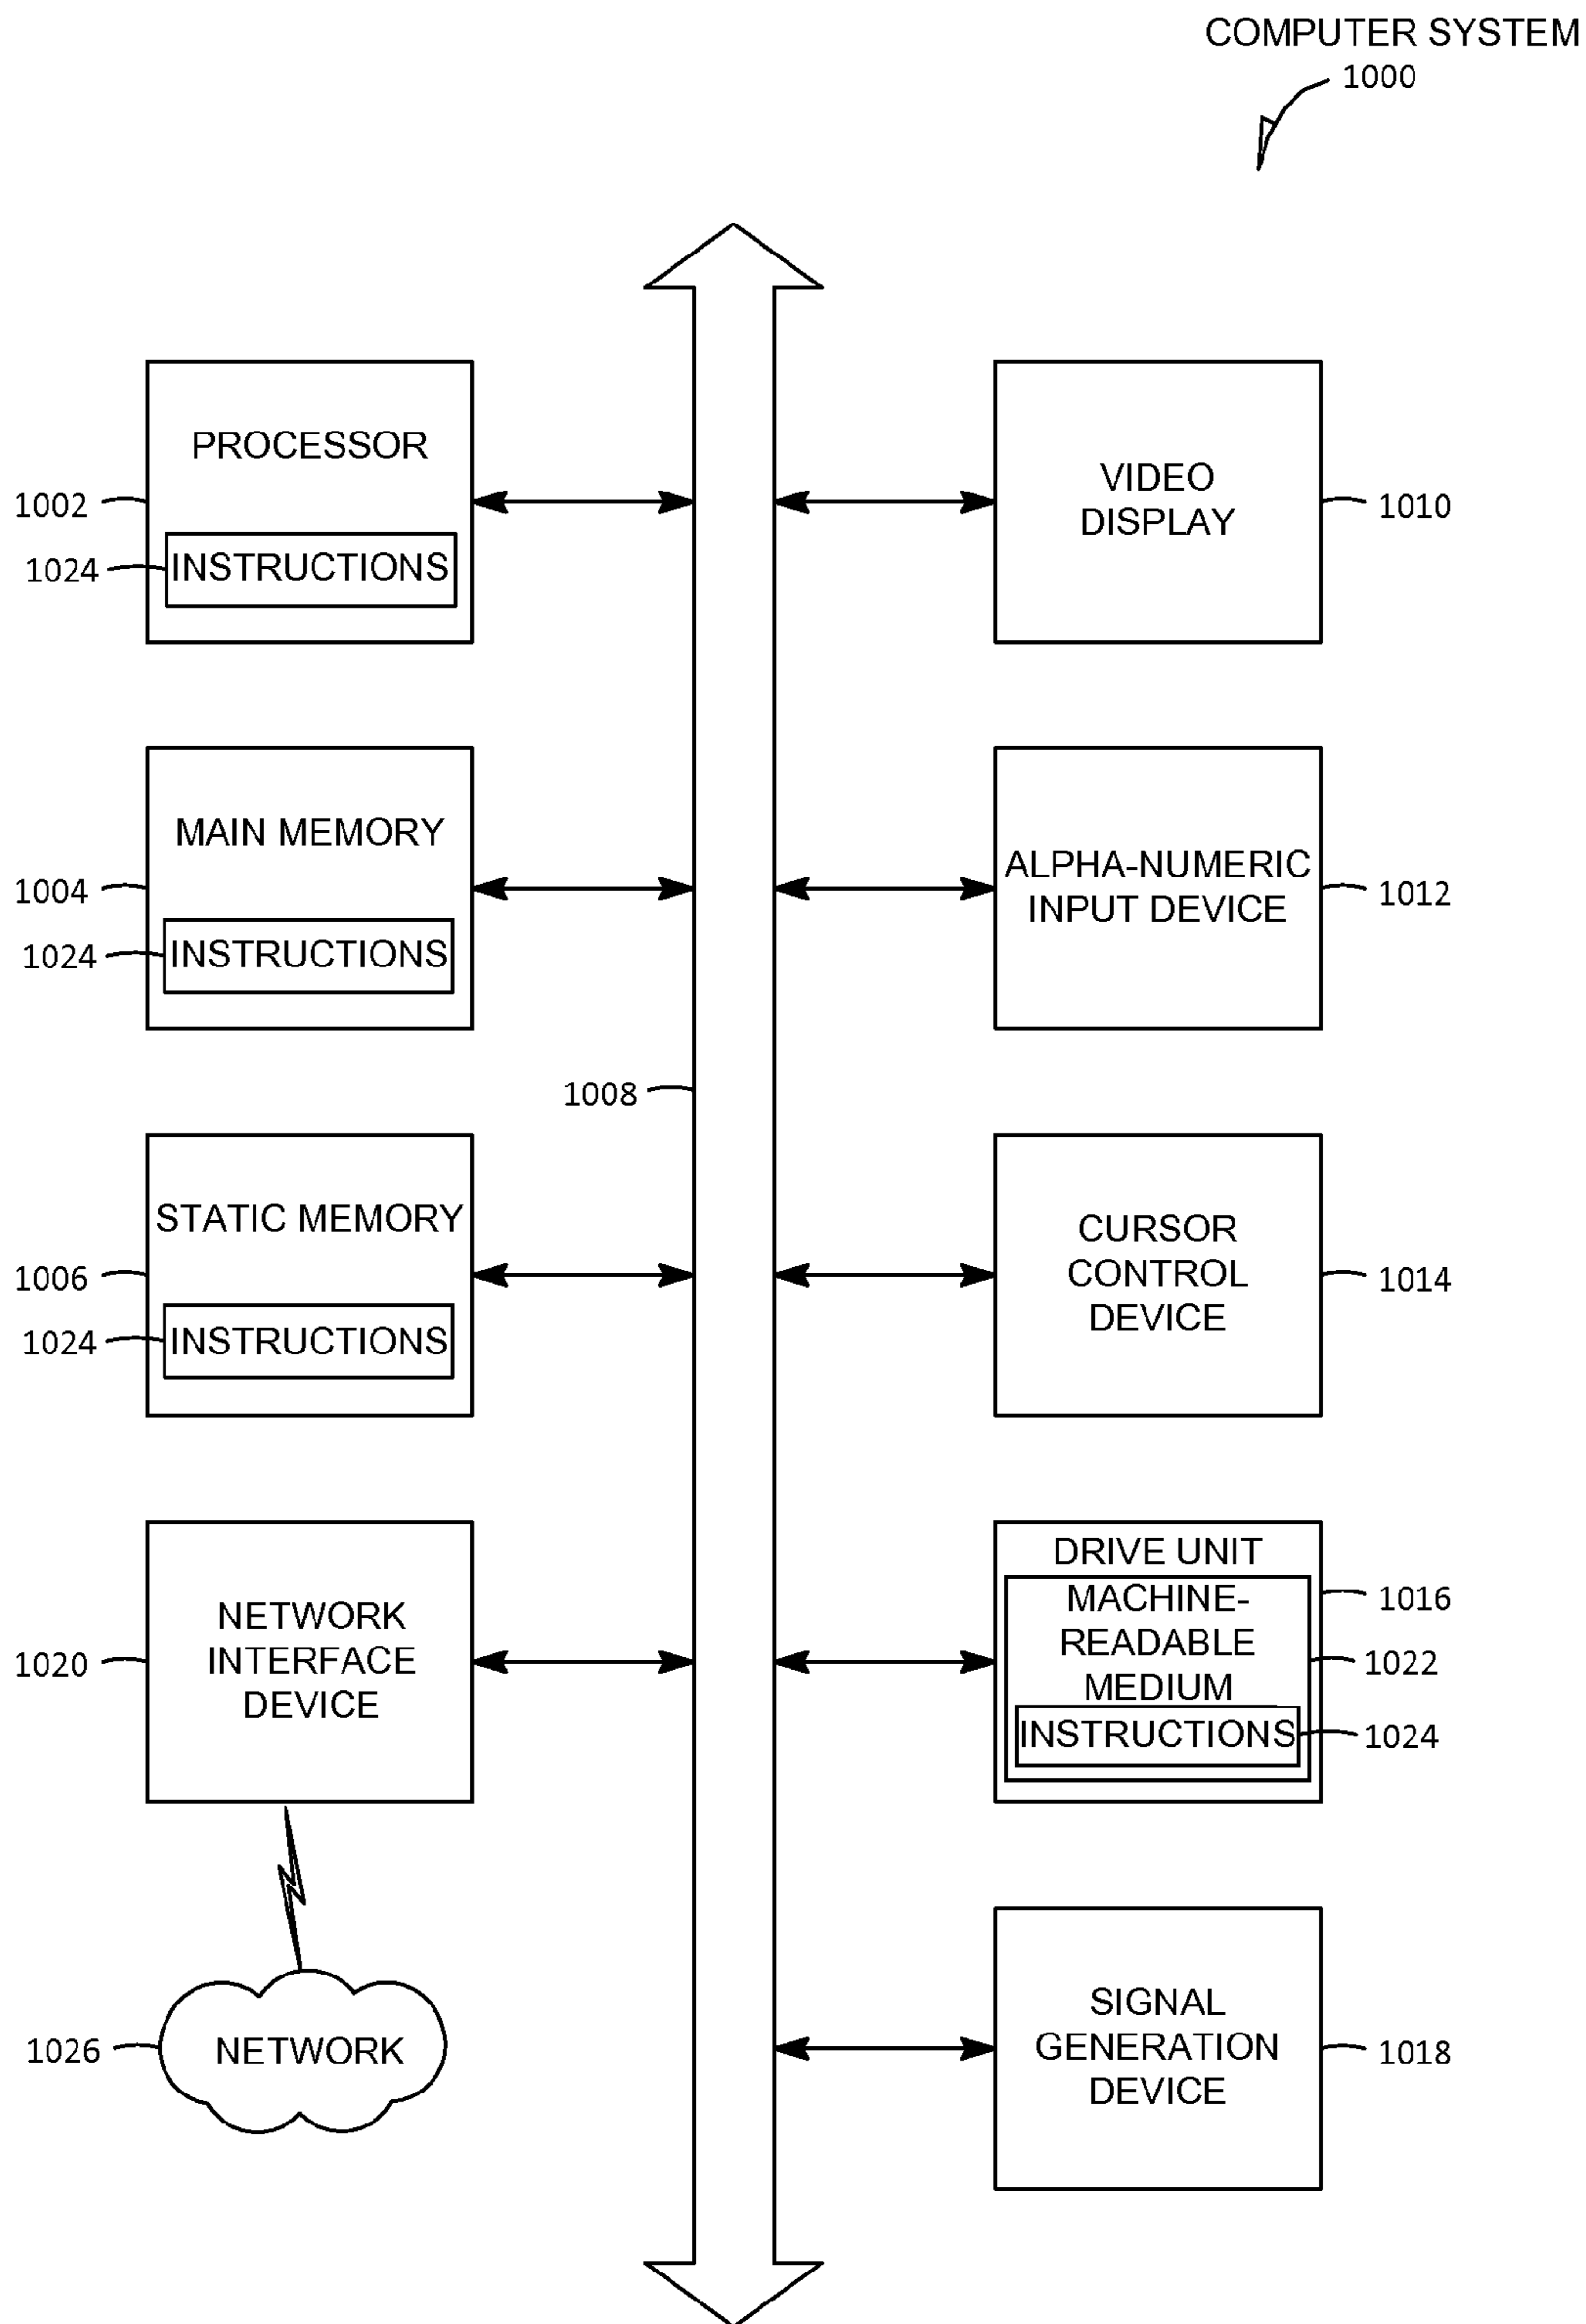 COMPUTER SYSTEM
1000
PROCESSOR
1002
1024
INSTRUCTIONS
VIDEO
DISPLAY
1010
MAIN MEMORY
1004
1024
INSTRUCTIONS
ALPHA-NUMERIC
INPUT DEVICE
1012
1008
STATIC MEMORY
1006
1024
INSTRUCTIONS
CURSOR
CONTROL
DEVICE
1014
NETWORK
INTERFACE
DEVICE
1020
DRIVE UNIT
1016
MACHINE-
READABLE
MEDIUM
1022
INSTRUCTIONS
1024
NETWORK
1026
SIGNAL
GENERATION
DEVICE
1018